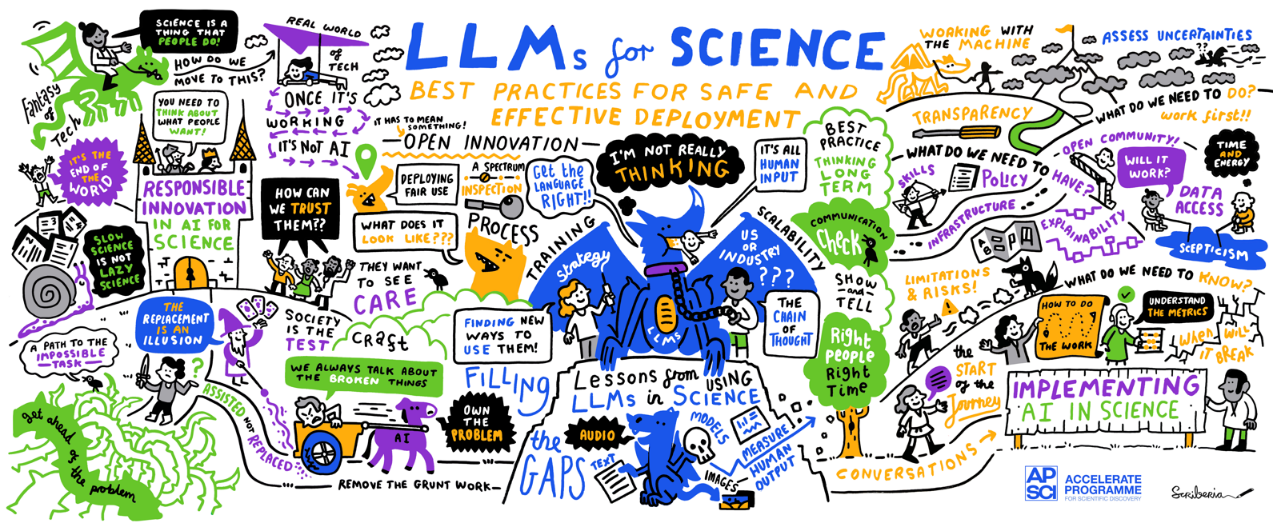 LLMs for SCIENCE
BEST PRACTICES FOR SAFE AND
EFFECTIVE DEPLOYMENT
SCIENCE IS A
THING THAT
PEOPLE DO!
HOW DO WE
MOVE TO THIS?
Fantasy
of
Tech
REAL WORLD
of
TECH
ONCE IT'S
WORKING
IT'S NOT AI
YOU NEED TO
THINK ABOUT
WHAT PEOPLE
WANT!
IT'S THE
END OF
THE
WORLD
RESPONSIBLE
INNOVATION
IN AI FOR
SCIENCE
SLOW
SCIENCE
IS NOT
LAZY
SCIENCE
HOW CAN
WE TRUST
THEM??
THEY WANT
TO SEE
CARE
SOCIETY
IS THE
TEST
THE
REPLACEMENT
IS AN
ILLUSION
A PATH TO THE
IMPOSSIBLE
TASK
?
get ahead
of the
problem
ASSISTED NOT REPLACED
craft
WE ALWAYS TALK ABOUT
THE BROKEN THINGS
AI
OWN
THE
PROBLEM
REMOVE THE GRUNT WORK
IT HAS TO MEAN
SOMETHING!
OPEN INNOVATION
DEPLOYING
FAIR USE
A SPECTRUM
INSPECTION
WHAT DOES IT
LOOK LIKE???
PROCESS
Get the
LANGUAGE
RIGHT!!
I'M NOT REALLY
THINKING
IT'S ALL
HUMAN
INPUT
TRAINING
Strategy
SCALABILITY
US
OR
INDUSTRY
???
LLMS
THE
CHAIN
OF
THOUGHT
FINDING NEW
WAYS TO
USE THEM!
FILLING
the
GAPS
Lessons from USING
LLMs in SCIENCE
AUDIO
TEXT
MODELS
IMAGES
MEASURE
HUMAN
OUTPUT
BEST
PRACTICE
THINKING
LONG
TERM
COMMUNICATION
Check
SHOW
and
TELL
Right
people
Right
Time
WORKING WITH
THE MACHINE
ASSESS UNCERTAINTIES
??
TRANSPARENCY
WHAT DO WE NEED TO DO?
work first!!
WHAT DO WE NEED TO HAVE?
SKILLS
POLICY
INFRASTRUCTURE
OPEN COMMUNITY!
WILL IT
WORK?
TIME
AND
ENERGY
DATA
ACCESS
EXPLAINABILITY
SCEPTICISM
LIMITATIONS
& RISKS!
WHAT DO WE NEED TO KNOW?
HOW TO DO
THE WORK
UNDERSTAND
THE METRICS
WHEN WILL
IT BREAK
the
START
of the
Journey
IMPLEMENTING
AI IN SCIENCE
CONVERSATIONS
AP
SCI
ACCELERATE
PROGRAMME
FOR SCIENTIFIC DISCOVERY
Scriberia